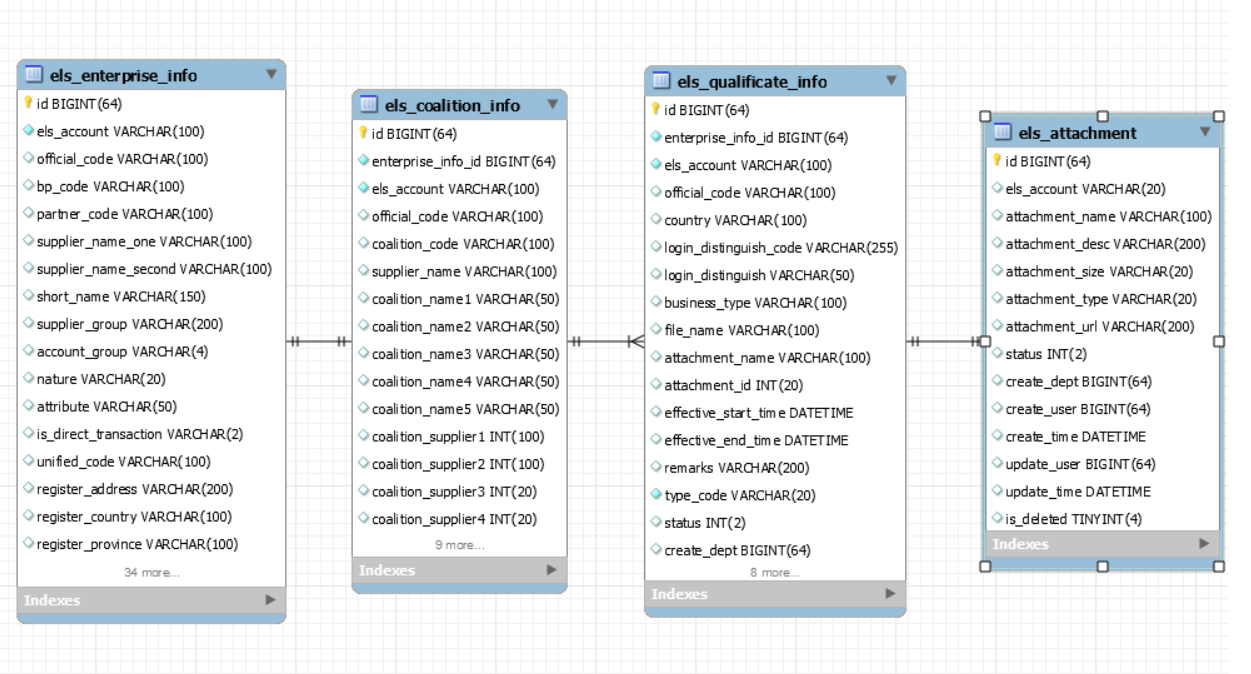 els_enterprise_info
id BIGINT(64)
els_account VARCHAR(100)
official_code VARCHAR(100)
bp_code VARCHAR(100)
partner_code VARCHAR(100)
supplier_name_one VARCHAR(100)
supplier_name_second VARCHAR(100)
short_name VARCHAR(150)
supplier_group VARCHAR(200)
account_group VARCHAR(4)
nature VARCHAR(20)
attribute VARCHAR(50)
is_direct_transaction VARCHAR(2)
unified_code VARCHAR(100)
register_address VARCHAR(200)
register_country VARCHAR(100)
register_province VARCHAR(100)
34 more...
Indexes
els_coalition_info
id BIGINT(64)
enterprise_info_id BIGINT(64)
els_account VARCHAR(100)
official_code VARCHAR(100)
coalition_code VARCHAR(100)
supplier_name VARCHAR(100)
coalition_name1 VARCHAR(50)
coalition_name2 VARCHAR(50)
coalition_name3 VARCHAR(50)
coalition_name4 VARCHAR(50)
coalition_name5 VARCHAR(50)
coalition_supplier1 INT(100)
coalition_supplier2 INT(100)
coalition_supplier3 INT(20)
coalition_supplier4 INT(20)
9 more...
Indexes
els_qualificate_info
id BIGINT(64)
enterprise_info_id BIGINT(64)
els_account VARCHAR(100)
official_code VARCHAR(100)
country VARCHAR(100)
login_distinguish_code VARCHAR(255)
login_distinguish VARCHAR(50)
business_type VARCHAR(100)
file_name VARCHAR(100)
attachment_name VARCHAR(100)
attachment_id INT(20)
effective_start_time DATETIME
effective_end_time DATETIME
remarks VARCHAR(200)
type_code VARCHAR(20)
status INT(2)
create_dept BIGINT(64)
8 more...
Indexes
els_attachment
id BIGINT(64)
els_account VARCHAR(20)
attachment_name VARCHAR(100)
attachment_desc VARCHAR(200)
attachment_size VARCHAR(20)
attachment_type VARCHAR(20)
attachment_url VARCHAR(200)
status INT(2)
create_dept BIGINT(64)
create_user BIGINT(64)
create_time DATETIME
update_user BIGINT(64)
update_time DATETIME
is_deleted TINYINT(4)
Indexes